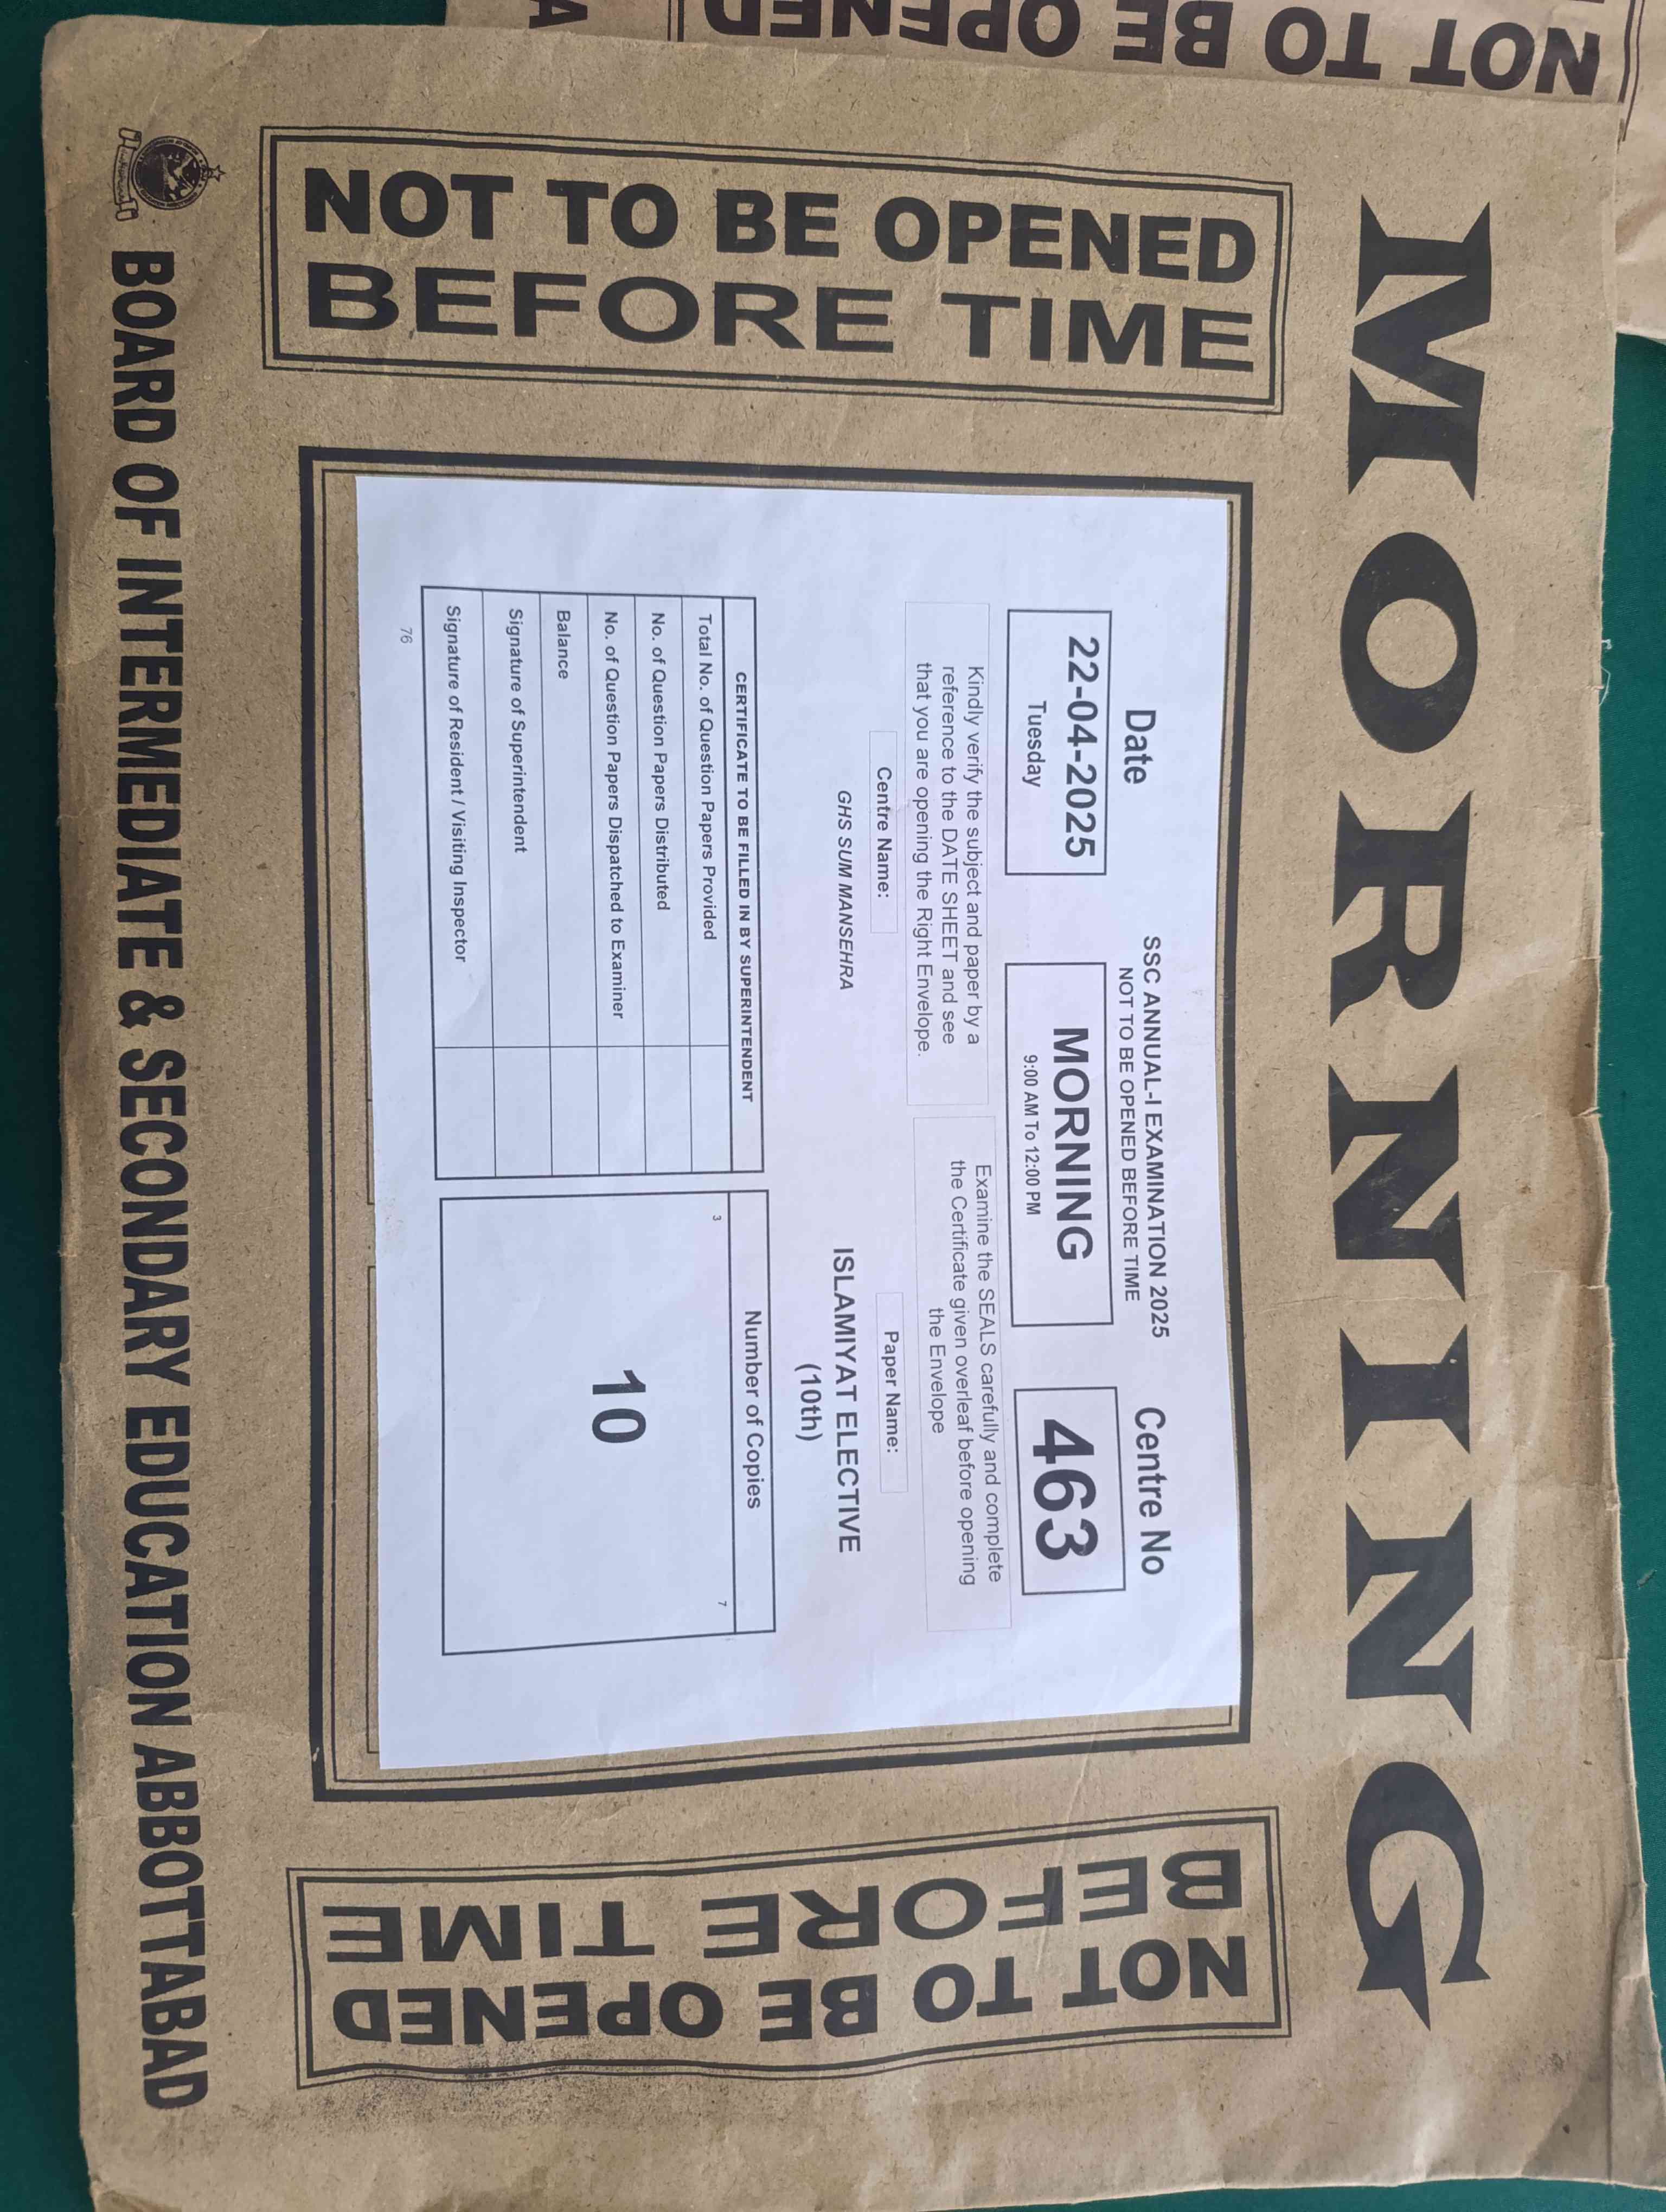 NOT TO BE OPENED
MORNING
NOT TO BE OPENED
BEFORE TIME
Date
22-04-2025
Tuesday
SSC ANNUAL-I EXAMINATION 2025
NOT TO BE OPENED BEFORE TIME
MORNING
9:00 AM To 12:00 PM
Centre No
463
Kindly verify the subject and paper by a
reference to the DATE SHEET and see
that you are opening the Right Envelope.
Examine the SEALS carefully and complete
the Certificate given overleaf before opening
the Envelope
Centre Name:
GHS SUM MANSEHRA
Paper Name:
ISLAMIYAT ELECTIVE
(10th)
CERTIFICATE TO BE FILLED IN BY SUPERINTENDENT
Total No. of Question Papers Provided
No. of Question Papers Distributed
No. of Question Papers Dispatched to Examiner
Balance
Signature of Superintendent
Signature of Resident / Visiting Inspector
Number of Copies
3
7
10
76
NOT TO BE OPENED
BEFORE TIME
BOARD OF INTERMEDIATE & SECONDARY EDUCATION ABBOTTABAD